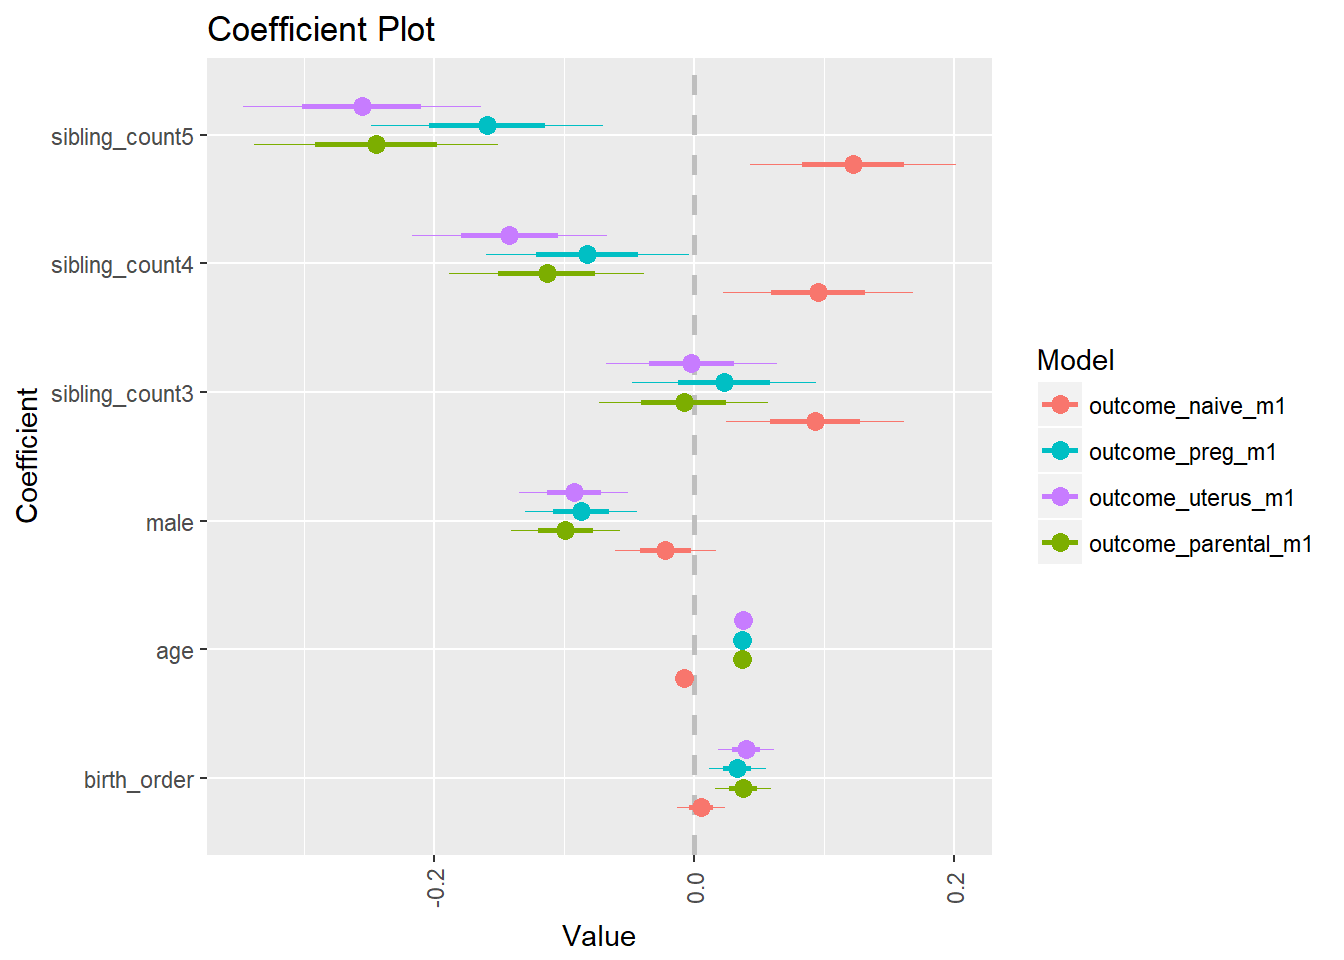 Coefficient Plot
sibling_count5
sibling_count4
sibling_count3
male
age
birth_order
Coefficient
-0.2
0.0
0.2
Value
Model
outcome_naive_m1
outcome_preg_m1
outcome_uterus_m1
outcome_parental_m1